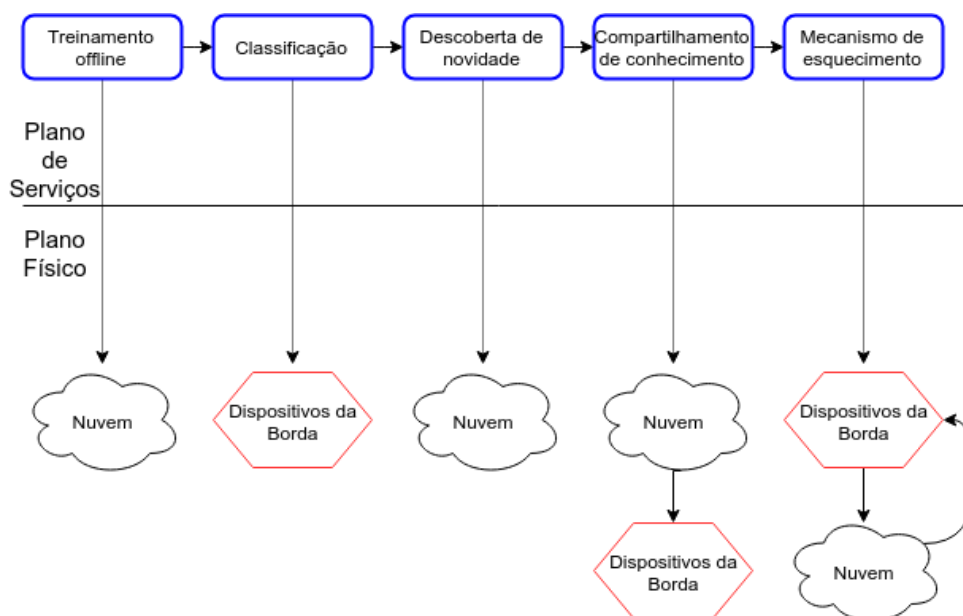 Treinamento
offline
Classificação
Descoberta de
novidade
Compartilhamento
de conhecimento
Mecanismo de
esquecimento
Plano
de
Serviços
Plano
Físico
Nuvem
Dispositivos da
Borda
Nuvem
Nuvem
Dispositivos da
Borda
Dispositivos da
Borda
Nuvem